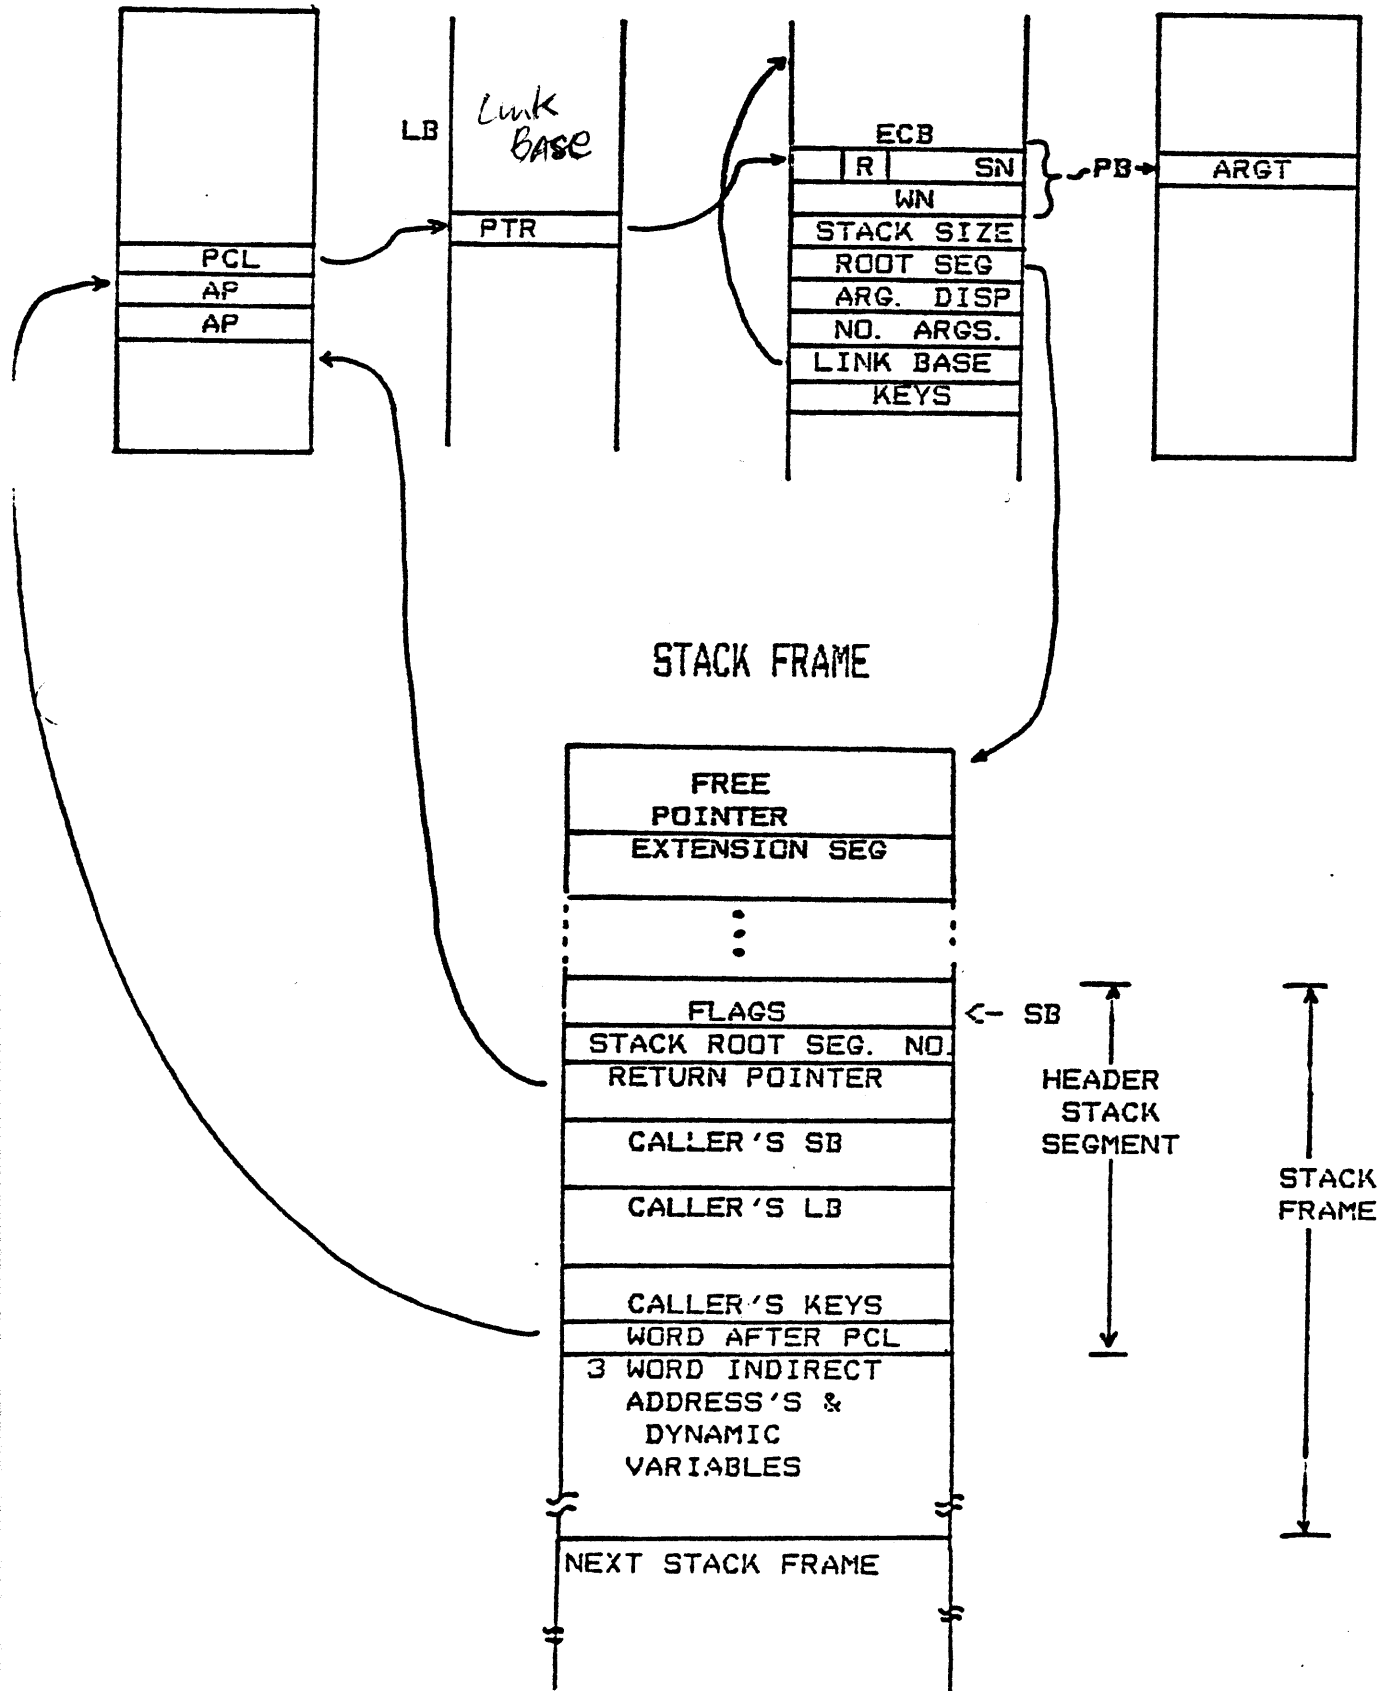 LB
Link
BASE
PCL
AP
AP
PTR
ECB
R SN
WN
STACK SIZE
ROOT SEG
ARG. DISP
NO. ARGS.
LINK BASE
KEYS
PB
ARGT
STACK FRAME
FREE
POINTER
EXTENSION SEG
FLAGS
<- SB
STACK ROOT SEG. NO.
RETURN POINTER
CALLER'S SB
CALLER'S LB
CALLER'S KEYS
WORD AFTER PCL
3 WORD INDIRECT
ADDRESS'S &
DYNAMIC
VARIABLES
NEXT STACK FRAME
HEADER
STACK
SEGMENT
STACK
FRAME